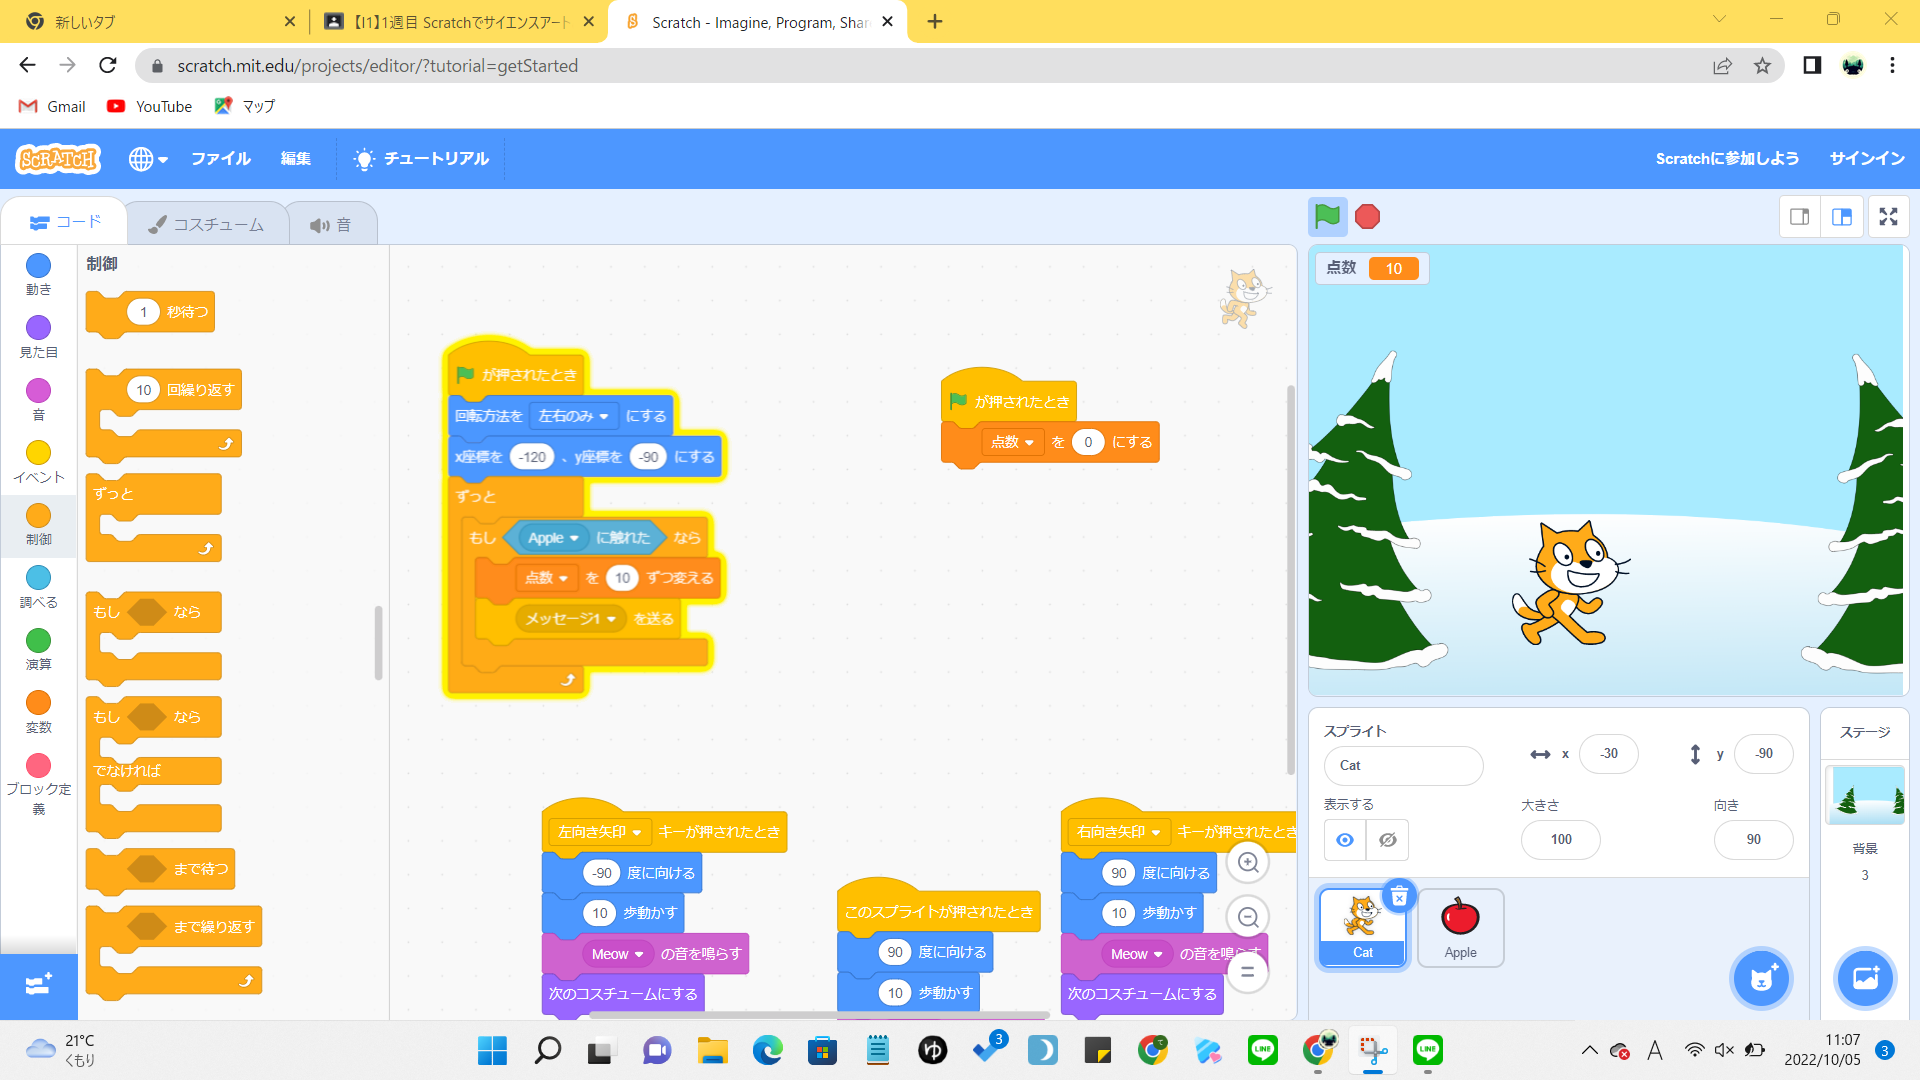 新しいタブ
【I1】1週目 Scratchでサイエンスアート
Scratch - Imagine, Program, Shar
scratch.mit.edu/projects/editor/?tutorial=getStarted
Gmail
YouTube
マップ
SCRATCH
ファイル
編集
チュートリアル
Scratchに参加しよう
サインイン
コード
コスチューム
音
動き
見た目
音
イベント
制御
調べる
演算
変数
ブロック定
義
制御
1 秒待つ
10 回繰り返す
ずっと
もし なら
もし なら
でなければ
まで待つ
まで繰り返す
が押されたとき
回転方法を 左右のみ にする
x座標を -120 、y座標を -90 にする
ずっと
もし Apple に触れた なら
点数 を 10 ずつ変える
メッセージ1 を送る
が押されたとき
点数 を 0 にする
左向き矢印 キーが押されたとき
-90 度に向ける
10 歩動かす
Meow の音を鳴らす
次のコスチュームにする
このスプライトが押されたとき
90 度に向ける
10 歩動かす
右向き矢印 キーが押されたとき
90 度に向ける
10 歩動かす
Meow の音を鳴らす
次のコスチュームにする
点数 10
スプライト
Cat
x -30
y -90
表示する
大きさ
100
向き
90
Cat
Apple
ステージ
背景
3
21°C
くもり
ゆ
3
て
LINE
LINE
A
11:07
2022/10/05
3